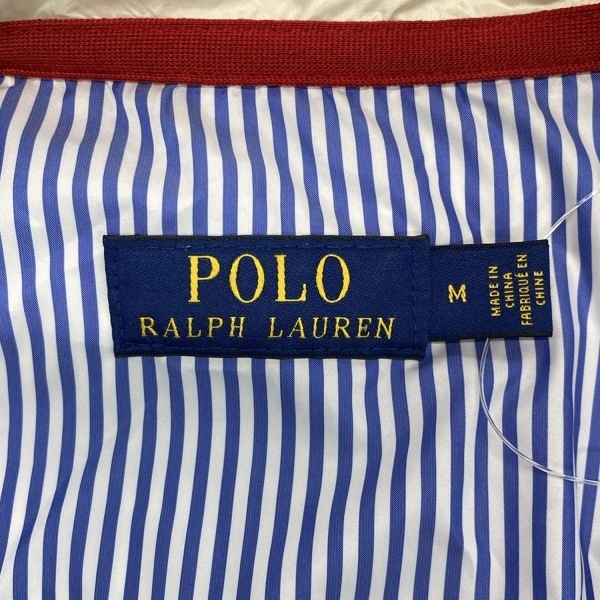 POLO
RALPH LAUREN
M
MADE IN
CHINA
FABRIQUÉ EN
CHINE